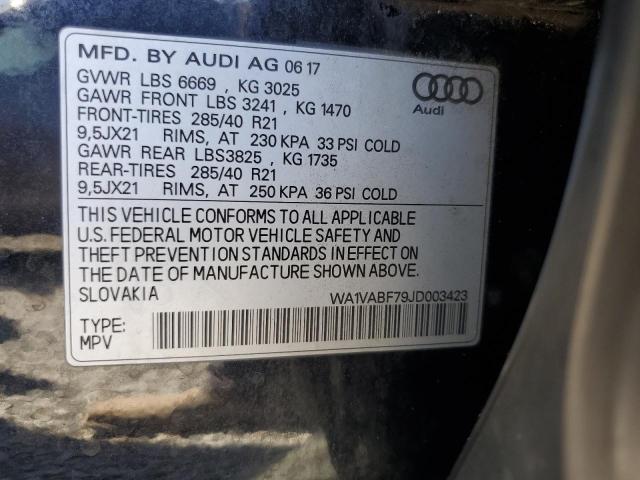 MFD. BY AUDI AG 06 17
GVWR LBS 6669 , KG 3025
GAWR FRONT LBS 3241 , KG 1470
FRONT-TIRES 285/40 R21
9,5JX21 RIMS, AT 230 KPA 33 PSI COLD
GAWR REAR LBS3825 , KG 1735
REAR-TIRES 285/40 R21
9,5JX21 RIMS, AT 250 KPA 36 PSI COLD
Audi
THIS VEHICLE CONFORMS TO ALL APPLICABLE
U.S. FEDERAL MOTOR VEHICLE SAFETY AND
THEFT PREVENTION STANDARDS IN EFFECT ON
THE DATE OF MANUFACTURE SHOWN ABOVE.
SLOVAKIA WA1VABF79JD003423
TYPE:
MPV